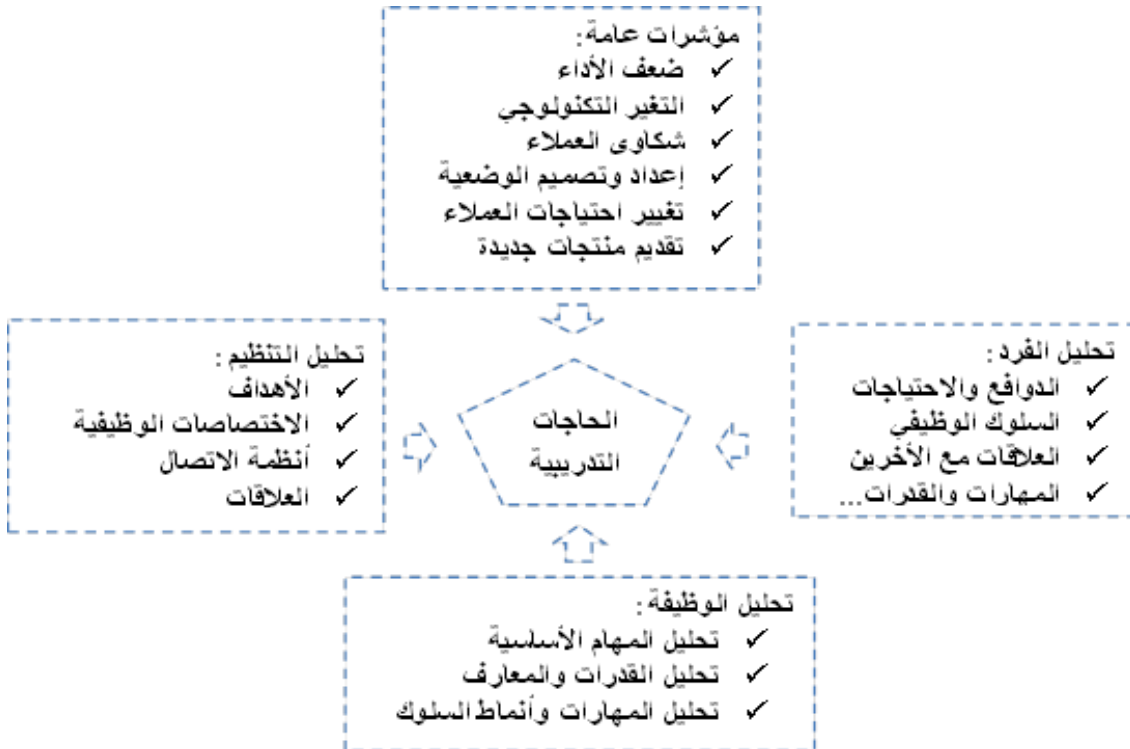 مؤشرات عامة:
✓ ضعف الأداء
✓ التغير التكنولوجي
✓ شكاوى العملاء
✓ إعداد وتصميم الوضعية
✓ تغيير احتياجات العملاء
✓ تقديم منتجات جديدة
تحليل الفرد:
✓ الدوافع والاحتياجات
✓ السلوك الوظيفي
✓ العلاقات مع الأخرين
✓ المهارات والقدرات...
الحاجات
التدريبية
تحليل التنظيم:
✓ الأهداف
✓ الاختصاصات الوظيفية
✓ أنظمة الاتصال
✓ العلاقات
تحليل الوظيفة:
✓ تحليل المهام الأساسية
✓ تحليل القدرات والمعارف
✓ تحليل المهارات وأنماط السلوك